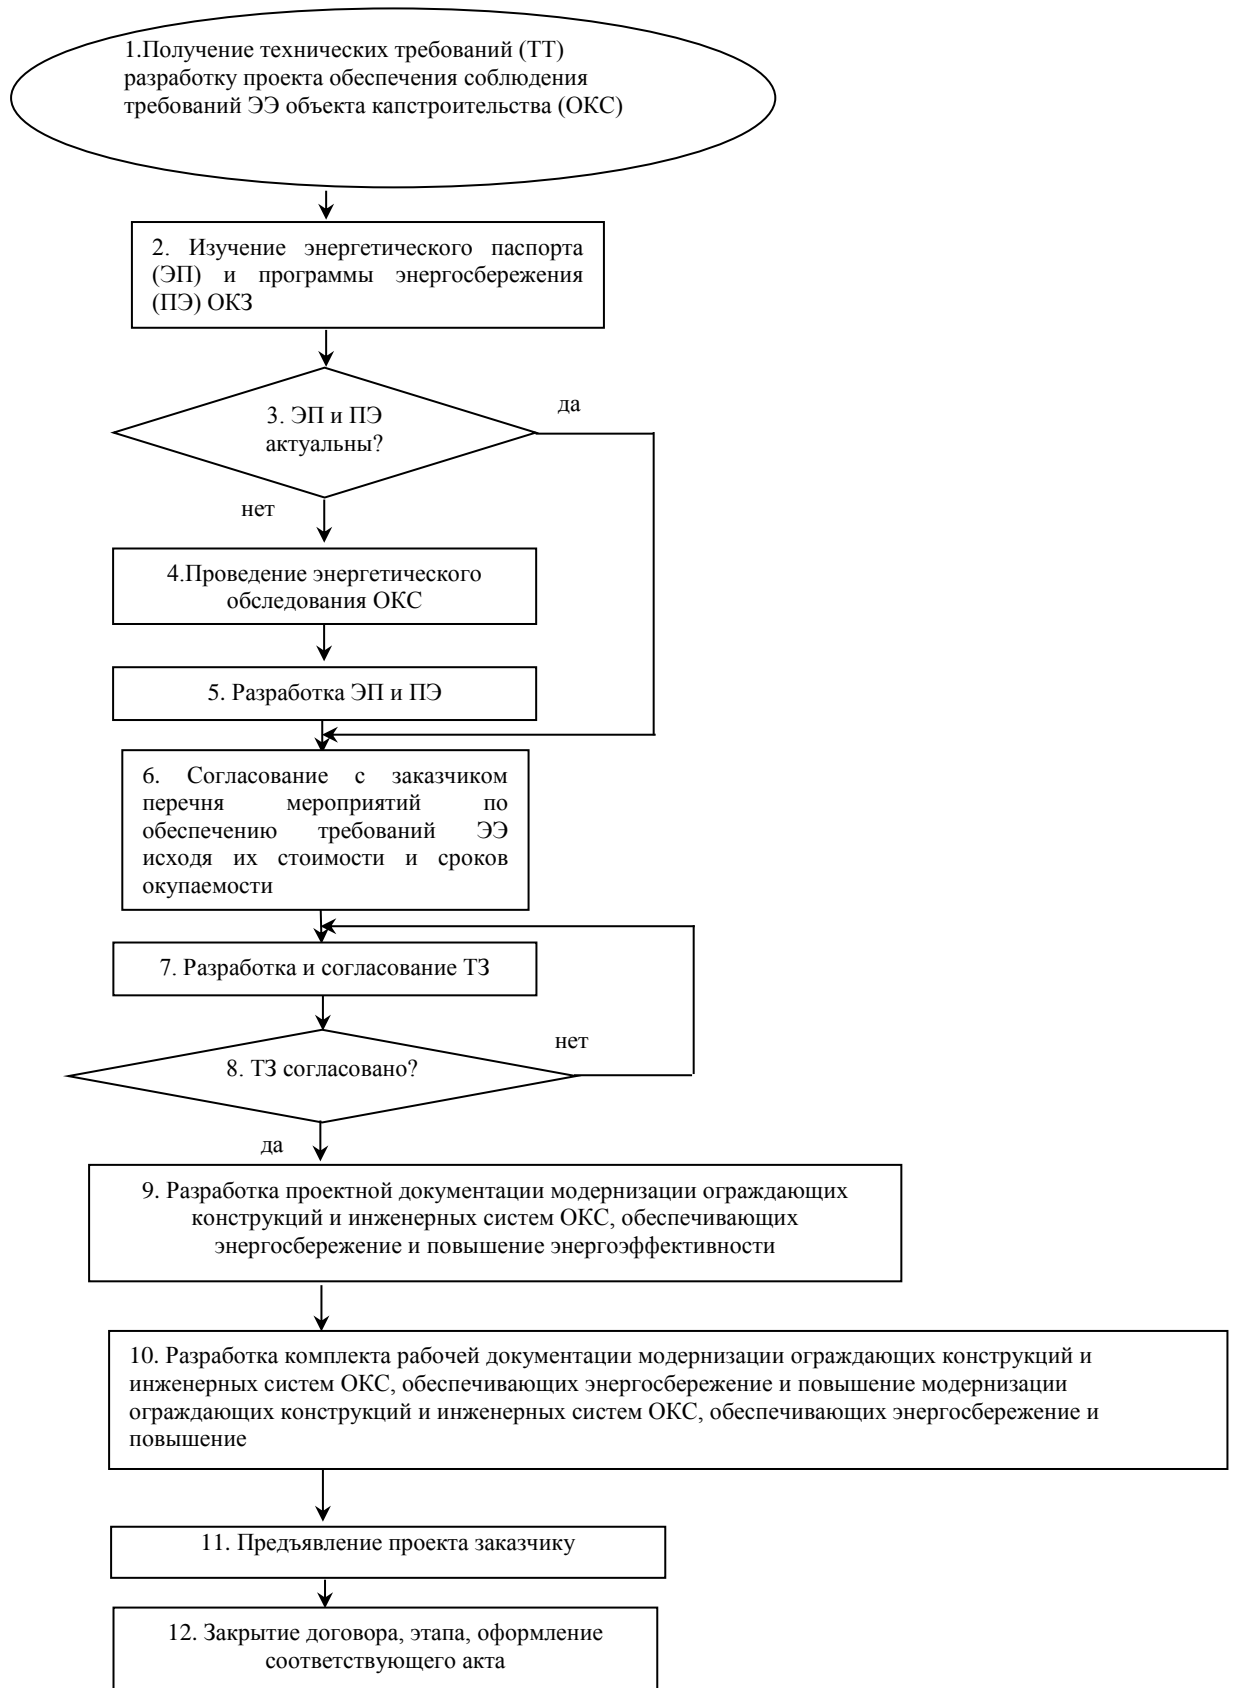 1.Получение технических требований (ТТ)
разработку проекта обеспечения соблюдения
требований ЭЭ объекта капстроительства (ОКС)
2. Изучение энергетического паспорта
(ЭП) и программы энергосбережения
(ПЭ) ОКЗ
да
3. ЭП и ПЭ
актуальны?
нет
4.Проведение энергетического
обследования ОКС
5. Разработка ЭП и ПЭ
6. Согласование с заказчиком
перечня мероприятий по
обеспечению требований ЭЭ
исходя их стоимости и сроков
окупаемости
7. Разработка и согласование ТЗ
нет
8. ТЗ согласовано?
да
9. Разработка проектной документации модернизации ограждающих
конструкций и инженерных систем ОКС, обеспечивающих
энергосбережение и повышение энергоэффективности
10. Разработка комплекта рабочей документации модернизации ограждающих конструкций и
инженерных систем ОКС, обеспечивающих энергосбережение и повышение модернизации
ограждающих конструкций и инженерных систем ОКС, обеспечивающих энергосбережение и
повышение
11. Предъявление проекта заказчику
12. Закрытие договора, этапа, оформление
соответствующего акта